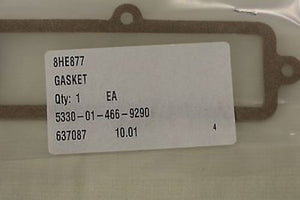 8HE877
GASKET
Qty: 1 EA
5330-01-466-9290
637087 10.01 4